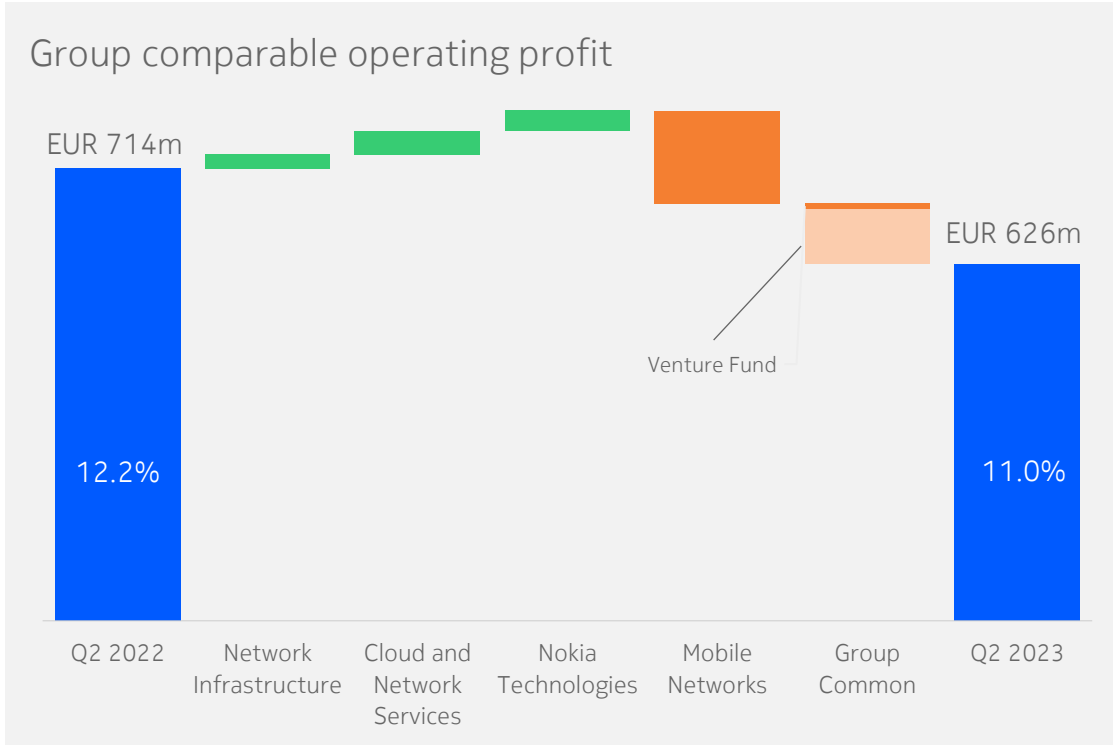 Group comparable operating profit
EUR 714m
EUR 626m
Venture Fund
12.2%
11.0%
Q2 2022
Network
Infrastructure
Cloud and
Network
Services
Nokia
Technologies
Mobile
Networks
Group
Common
Q2 2023